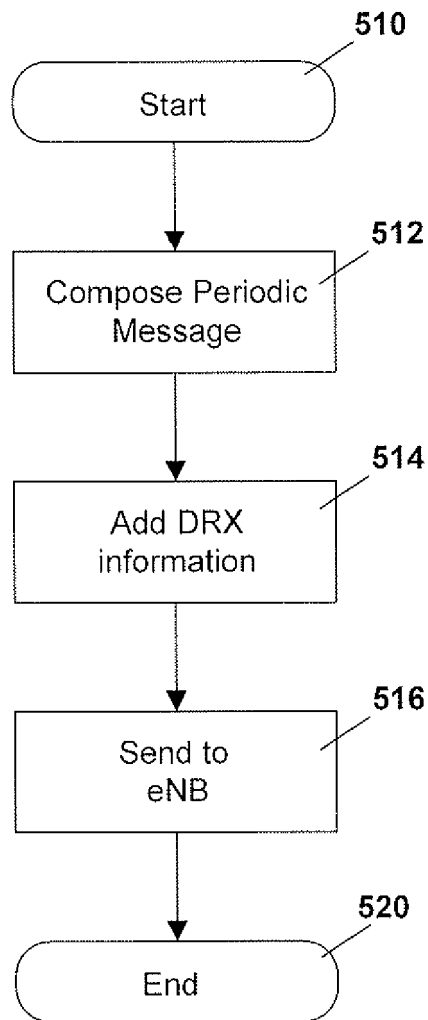 510
Start
512
Compose Periodic
Message
514
Add DRX
information
516
Send to
eNB
520
End